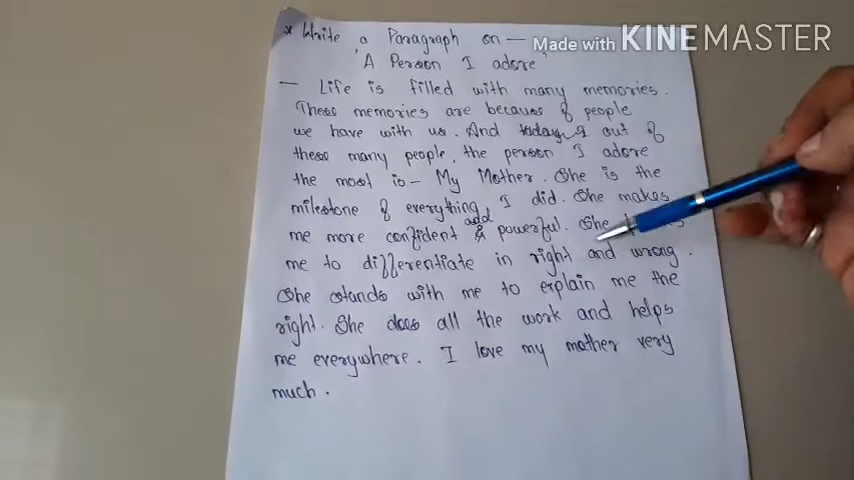 Made with KINEMASTER
* Write a Paragraph on —
'A Person I adore'
— Life is filled with many memories.
These memories are because of people
we have with us. And today, out of
these many people, the person I adore
the most is - My Mother. She is the
milestone of everything I did. She makes
me more confident and powerful. She
me to differentiate in right and wrong.
She stands with me to explain me the
right. She does all the work and helps
me everywhere. I love my mother very
much.